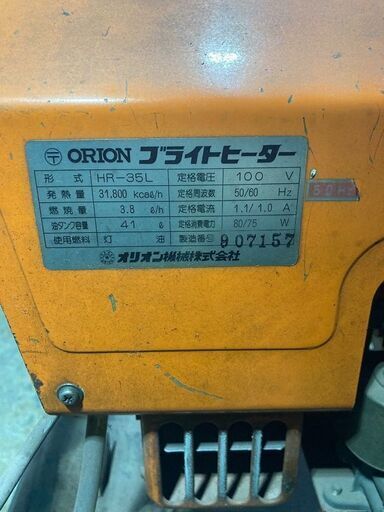 〒 ORION ブライトヒーター
形式 HR-35L 定格電圧 100 V
発熱量 31,800 kcal/h 定格周波数 50/60 Hz
燃焼量 3.8 ℓ/h 定格電流 1.1/1.0 A
油タンク容量 41 ℓ 定格消費電力 80/75 W
使用燃料 灯油 製造番号 907157
オリオン機械株式会社
60Hz